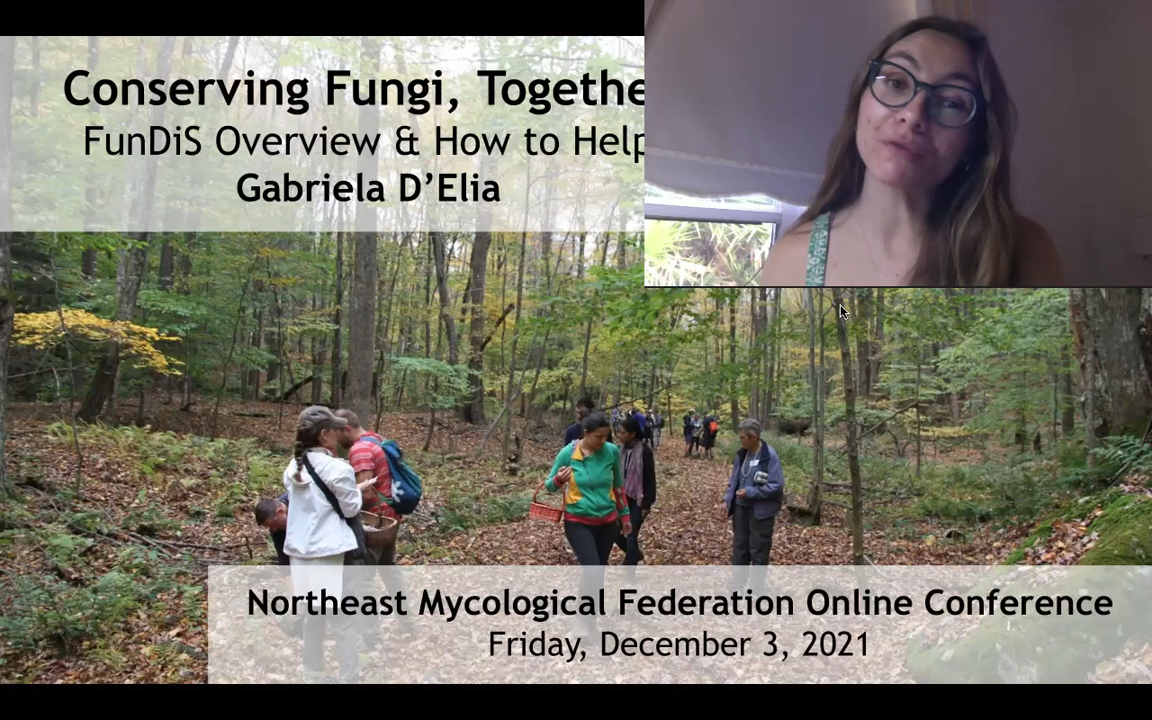 Conserving Fungi, Togethe
FunDiS Overview & How to Help
Gabriela D’Elia
Northeast Mycological Federation Online Conference
Friday, December 3, 2021